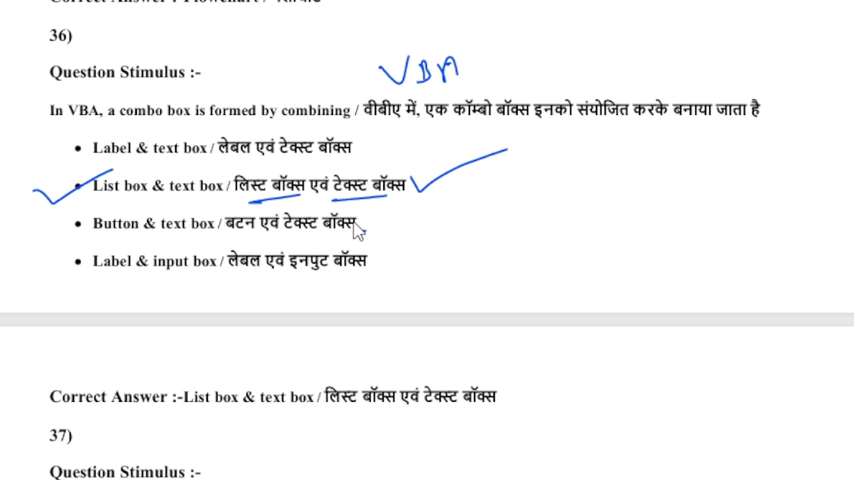 36)
Question Stimulus :-
VBA
In VBA, a combo box is formed by combining / वीबीए में, एक कॉम्बो बॉक्स इनको संयोजित करके बनाया जाता है
• Label & text box / लेबल एवं टेक्स्ट बॉक्स
• List box & text box / लिस्ट बॉक्स एवं टेक्स्ट बॉक्स
• Button & text box / बटन एवं टेक्स्ट बॉक्स
• Label & input box / लेबल एवं इनपुट बॉक्स
Correct Answer :-List box & text box / लिस्ट बॉक्स एवं टेक्स्ट बॉक्स
37)
Question Stimulus :-